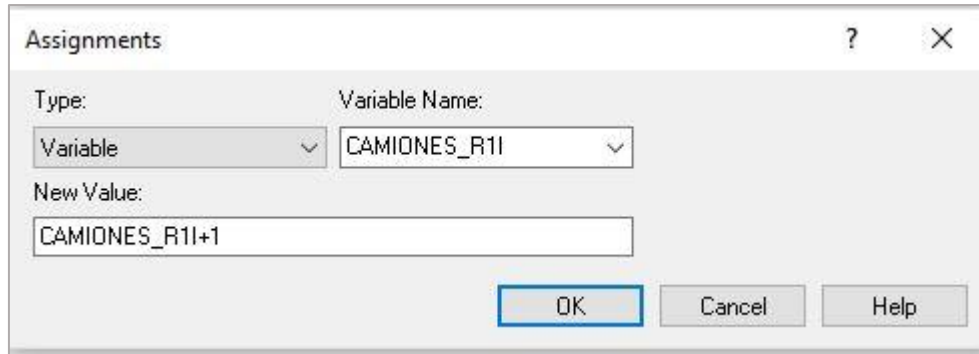 Assignments ?
Type: Variable Name:
Variable CAMIONES_R1I
New Value:
CAMIONES_R1I+1
OK Cancel Help